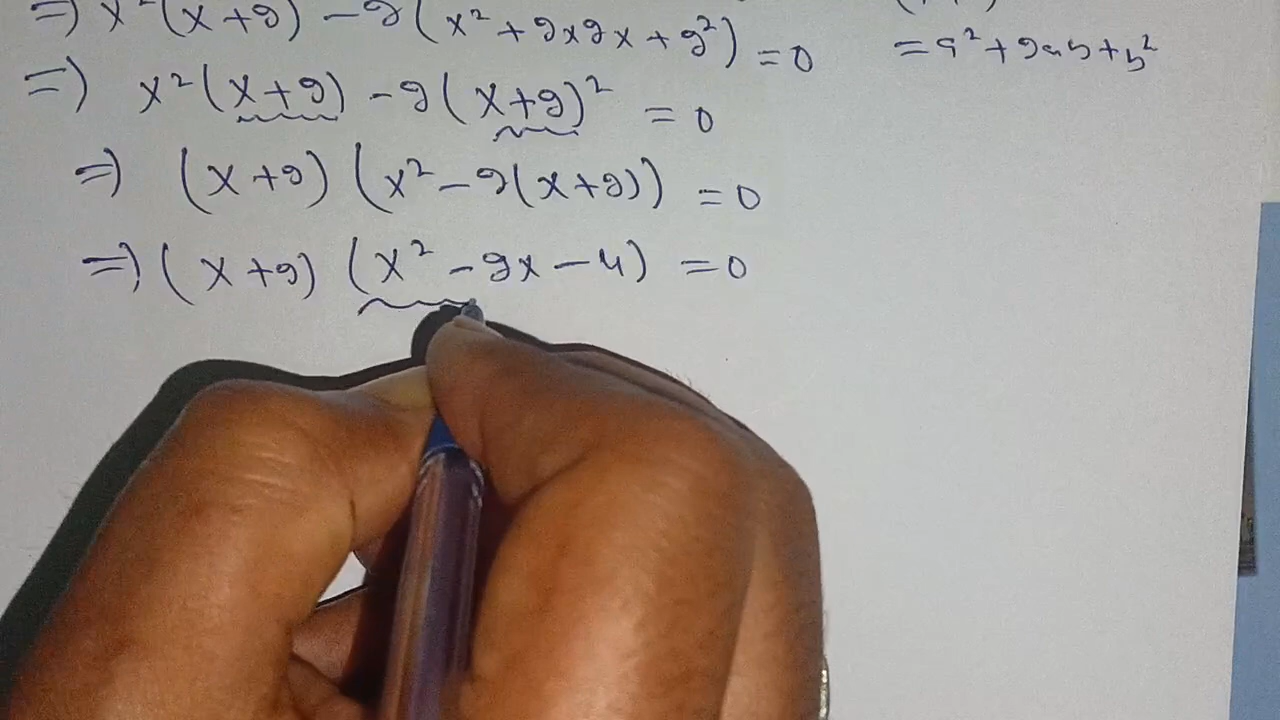 =) x²(x+2) -2(x²+2x2x+2²) =0
=a²+2ab+b²
=) x²(x+2) -2(x+2)² =0
=) (x+2)(x²-2(x+2)) =0
=) (x+2)(x²-2x-4) =0